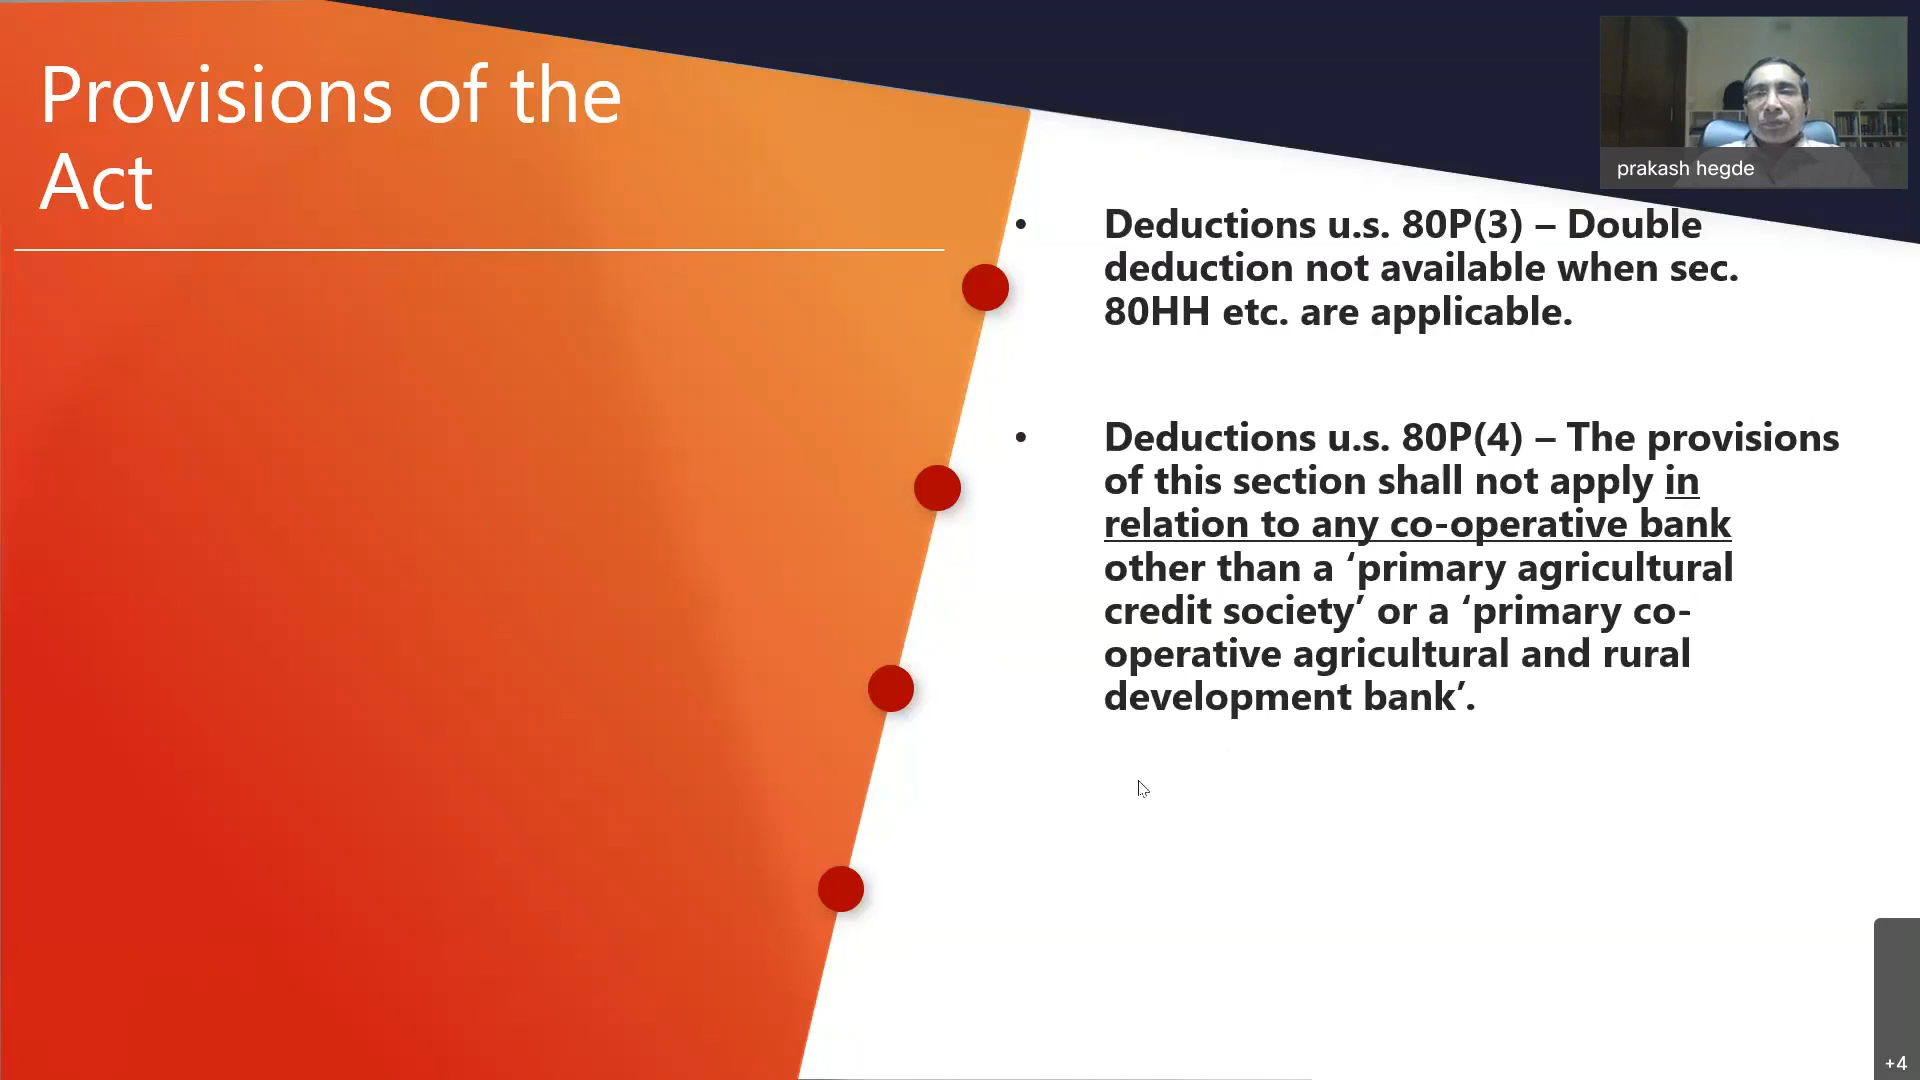 Provisions of the
Act
prakash hegde
• Deductions u.s. 80P(3) – Double
deduction not available when sec.
80HH etc. are applicable.
• Deductions u.s. 80P(4) – The provisions
of this section shall not apply in
relation to any co-operative bank
other than a ‘primary agricultural
credit society’ or a ‘primary co-
operative agricultural and rural
development bank’.
+4